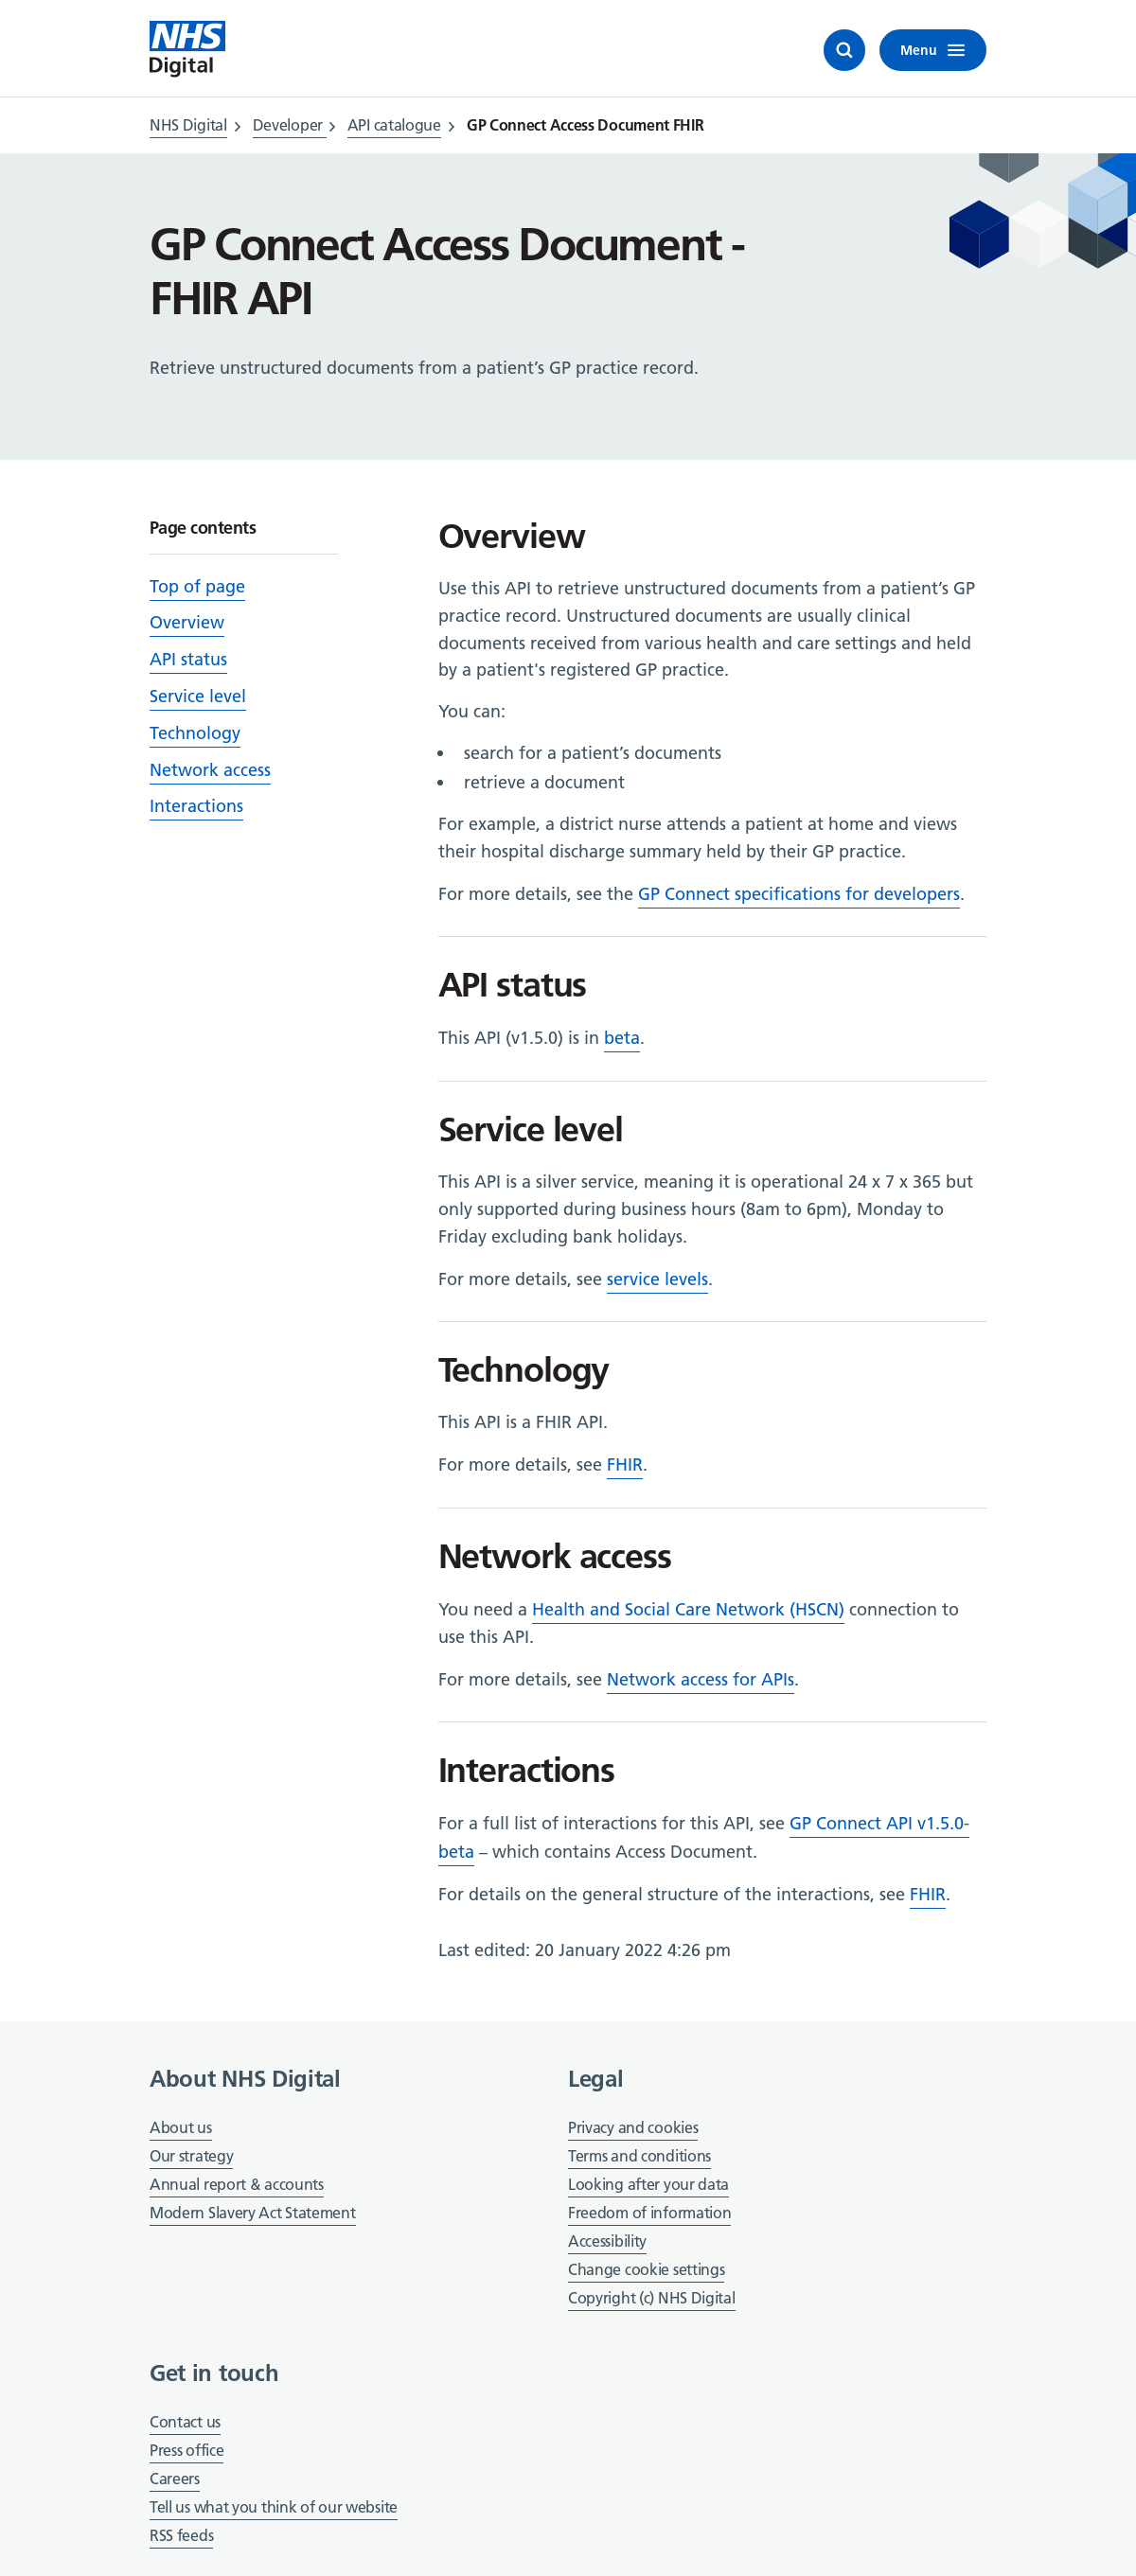 NHS
Digital
Menu
NHS Digital
Developer
API catalogue
GP Connect Access Document FHIR
GP Connect Access Document -
FHIR API
Retrieve unstructured documents from a patient’s GP practice record.
Page contents
Top of page
Overview
API status
Service level
Technology
Network access
Interactions
Overview
Use this API to retrieve unstructured documents from a patient’s GP
practice record. Unstructured documents are usually clinical
documents received from various health and care settings and held
by a patient's registered GP practice.
You can:
• search for a patient’s documents
• retrieve a document
For example, a district nurse attends a patient at home and views
their hospital discharge summary held by their GP practice.
For more details, see the GP Connect specifications for developers.
API status
This API (v1.5.0) is in beta.
Service level
This API is a silver service, meaning it is operational 24 x 7 x 365 but
only supported during business hours (8am to 6pm), Monday to
Friday excluding bank holidays.
For more details, see service levels.
Technology
This API is a FHIR API.
For more details, see FHIR.
Network access
You need a Health and Social Care Network (HSCN) connection to
use this API.
For more details, see Network access for APIs.
Interactions
For a full list of interactions for this API, see GP Connect API v1.5.0-
beta – which contains Access Document.
For details on the general structure of the interactions, see FHIR.
Last edited: 20 January 2022 4:26 pm
About NHS Digital
About us
Our strategy
Annual report & accounts
Modern Slavery Act Statement
Legal
Privacy and cookies
Terms and conditions
Looking after your data
Freedom of information
Accessibility
Change cookie settings
Copyright (c) NHS Digital
Get in touch
Contact us
Press office
Careers
Tell us what you think of our website
RSS feeds